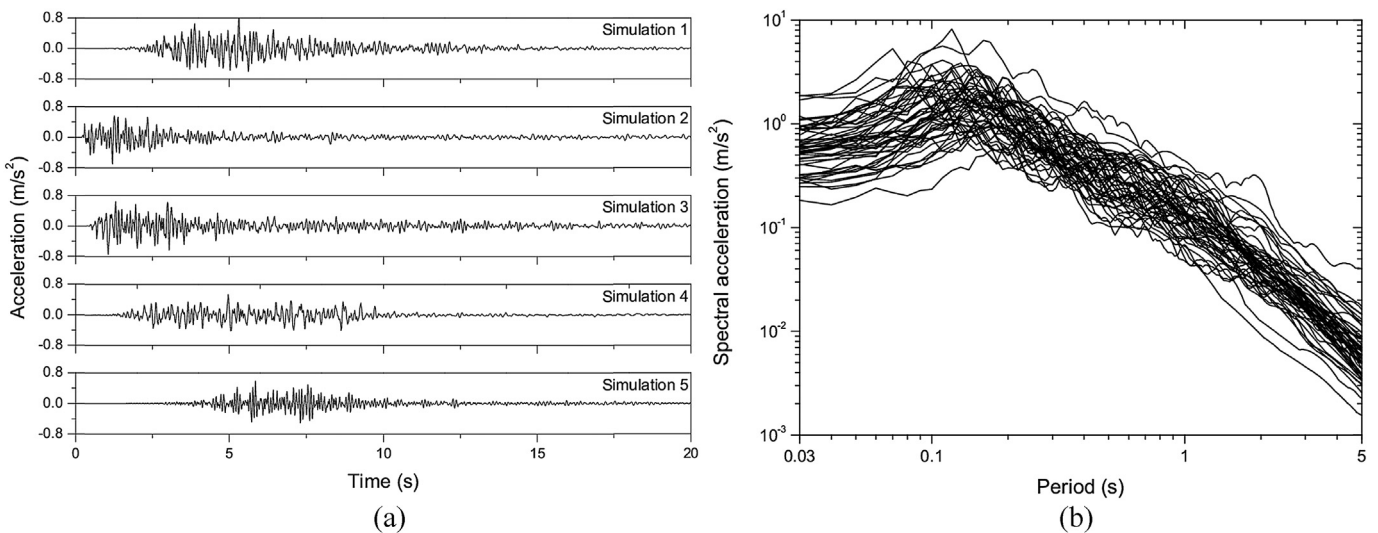 0.8
0.0
-0.8
Simulation 1
0.8
0.0
-0.8
Simulation 2
0.8
0.0
-0.8
Simulation 3
0.8
0.0
-0.8
Simulation 4
0.8
0.0
-0.8
Simulation 5
0 5 10 15 20
Acceleration (m/s²)
Time (s)
(a)
10¹
10⁰
10⁻¹
10⁻²
10⁻³
0.03 0.1 1 5
Spectral acceleration (m/s²)
Period (s)
(b)